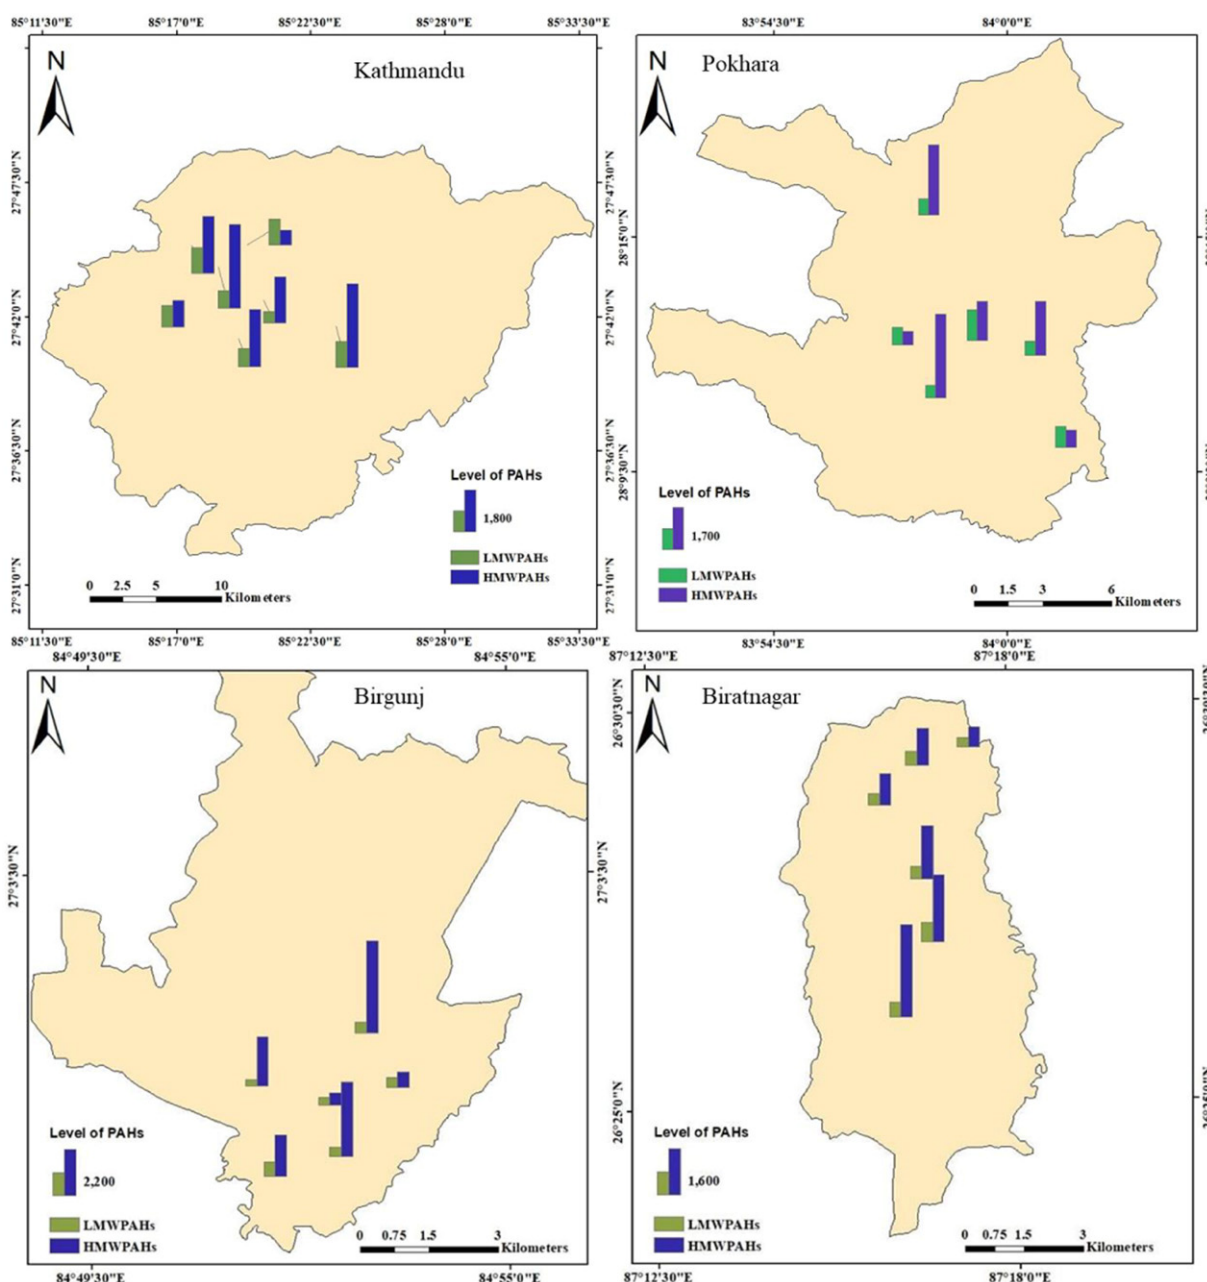 85°11'30"E 85°17'0"E 85°22'30"E 85°28'0"E 85°33'30"E
N
Kathmandu
27°47'30"N
27°42'0"N
27°36'30"N
27°31'0"N
27°47'30"N
27°42'0"N
27°36'30"N
27°31'0"N
Level of PAHs
1,800
LMWPAHs
HMWPAHs
0 2.5 5 10
Kilometers
85°11'30"E 85°17'0"E 85°22'30"E 85°28'0"E 85°33'30"E
83°54'30"E 84°0'0"E
N
Pokhara
28°15'0"N
28°9'30"N
Level of PAHs
1,700
LMWPAHs
HMWPAHs
0 1.5 3 6
Kilometers
83°54'30"E 84°0'0"E
84°49'30"E 84°55'0"E
N
Birgunj
27°3'30"N
27°3'30"N
Level of PAHs
2,200
LMWPAHs
HMWPAHs
0 0.75 1.5 3
Kilometers
84°49'30"E 84°55'0"E
87°12'30"E 87°18'0"E
N
Biratnagar
26°30'30"N
26°25'0"N
Level of PAHs
1,600
LMWPAHs
HMWPAHs
0 0.75 1.5 3
Kilometers
87°12'30"E 87°18'0"E